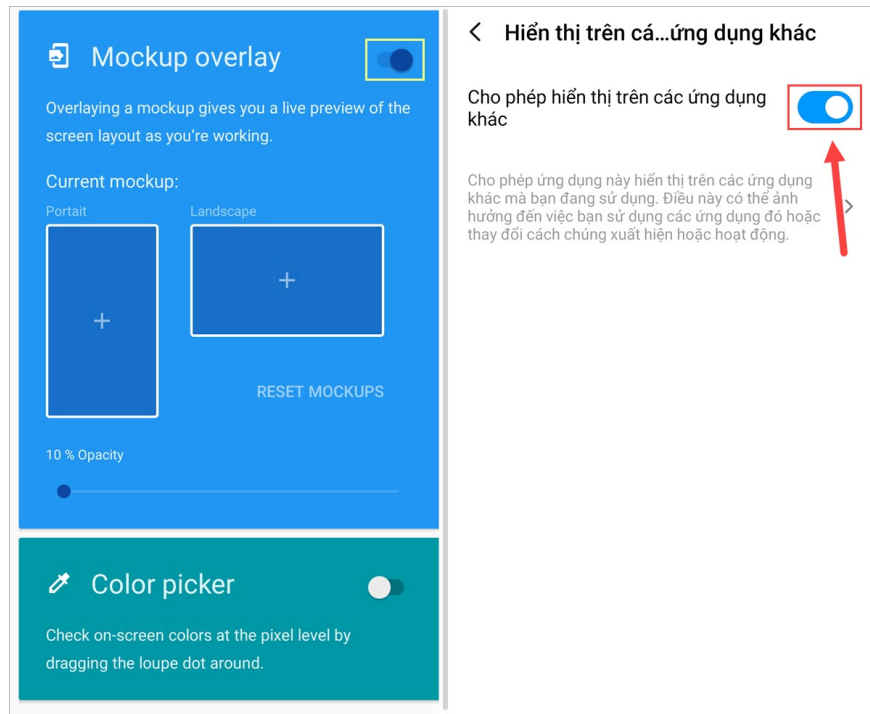 Mockup overlay
Overlaying a mockup gives you a live preview of the
screen layout as you're working.
Current mockup:
Portait
Landscape
RESET MOCKUPS
10 % Opacity
Color picker
Check on-screen colors at the pixel level by
dragging the loupe dot around.
Hiển thị trên cá...ứng dụng khác
Cho phép hiển thị trên các ứng dụng
khác
Cho phép ứng dụng này hiển thị trên các ứng dụng
khác mà bạn đang sử dụng. Điều này có thể ảnh
hưởng đến việc bạn sử dụng các ứng dụng đó hoặc
thay đổi cách chúng xuất hiện hoặc hoạt động.